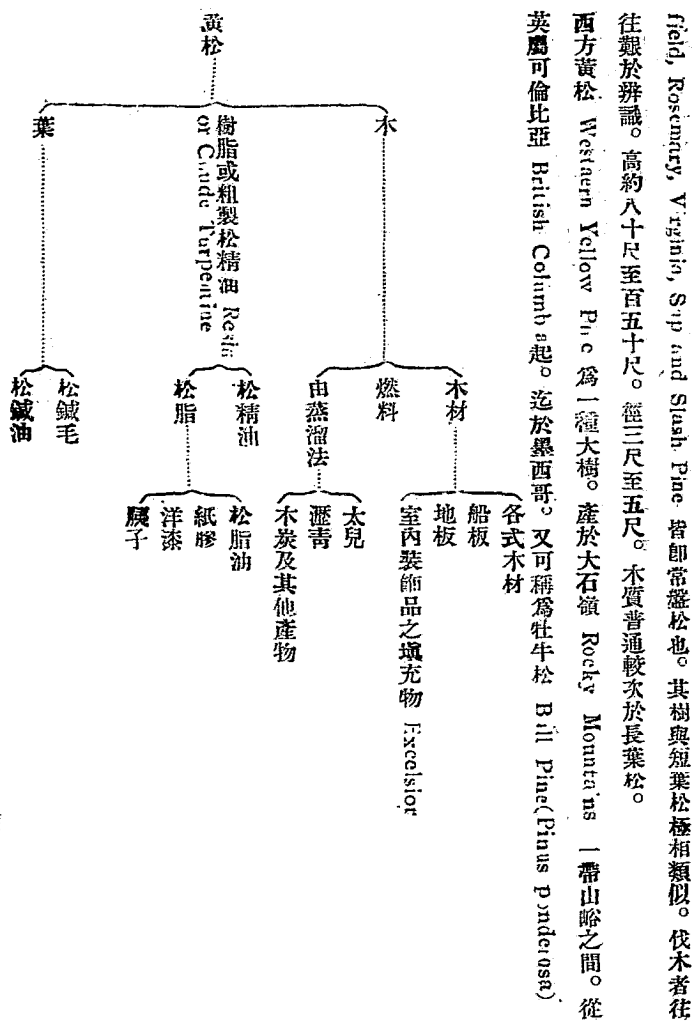 field, Rosemary, Virginia, Sap and Slash Pine 皆卽常盤松也。其樹與短葉松極相類似。伐木者往
往艱於辨識。高約八十尺至百五十尺。徑三尺至五尺。木質普通較次於長葉松。
西方黃松 Westaern Yellow Pine 爲一種大樹。產於大石嶺 Rocky Mountains 一帶山谿之間。從
英屬可倫比亞 British Columbia 起。迄於墨西哥。又可稱爲牡牛松 Bull Pine(Pinus ponderosa)
黃松
木
木材
各式木材
船板
地板
室內裝飾品之塡充物 Excelsior
燃料
由蒸溜法
太兒
瀝靑
木炭及其他產物
樹脂或粗製松精油 Resin
or Crude Turpentine
松精油
松脂
松脂油
紙膠
洋漆
胰子
葉
松鍼毛
松鍼油